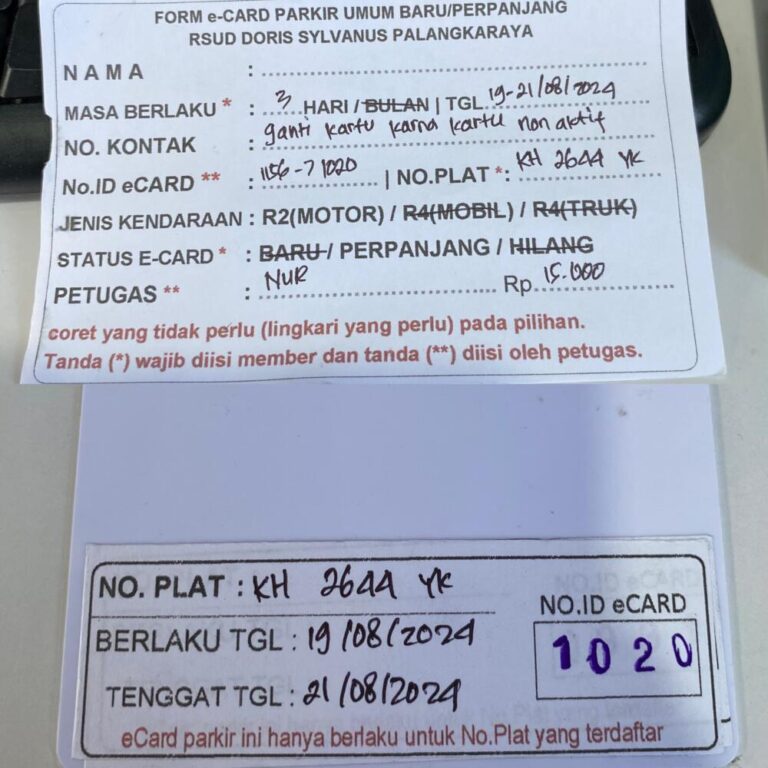 FORM e-CARD PARKIR UMUM BARU/PERPANJANG
RSUD DORIS SYLVANUS PALANGKARAYA
NAMA :
MASA BERLAKU * : 3 HARI / BULAN | TGL. 19-21/08/2024
NO. KONTAK : ganti kartu karna kartu non aktif
No.ID eCARD ** : 1156-71020 | NO.PLAT *: KH 2644 YK
JENIS KENDARAAN : R2(MOTOR) / R4(MOBIL) / R4(TRUK)
STATUS E-CARD * : BARU / PERPANJANG / HILANG
PETUGAS ** : NUR Rp. 15.000
coret yang tidak perlu (lingkari yang perlu) pada pilihan.
Tanda (*) wajib diisi member dan tanda (**) diisi oleh petugas.
NO. PLAT : KH 2644 YK
NO.ID eCARD
BERLAKU TGL : 19/08/2024
1020
TENGGAT TGL : 21/08/2024
eCard parkir ini hanya berlaku untuk No.Plat yang terdaftar